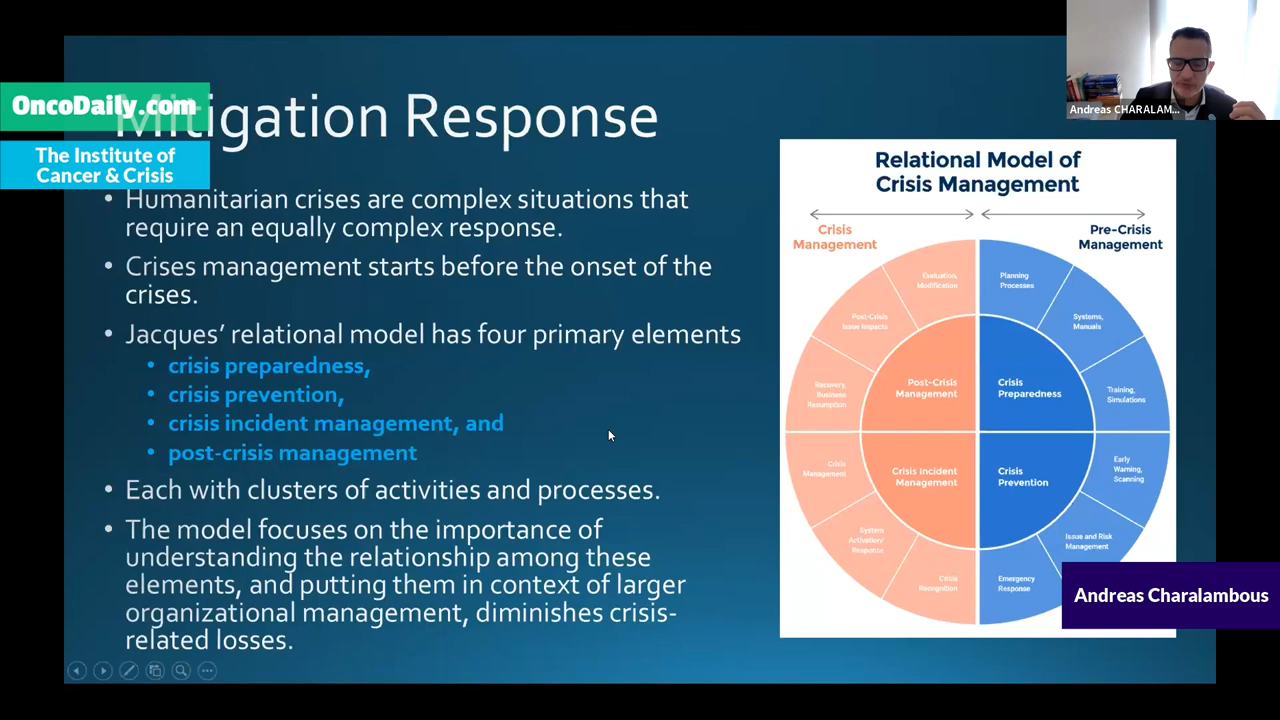 OncoDaily.com
The Institute of
Cancer & Crisis
Mitigation Response
• Humanitarian crises are complex situations that
require an equally complex response.
• Crises management starts before the onset of the
crises.
• Jacques’ relational model has four primary elements
• crisis preparedness,
• crisis prevention,
• crisis incident management, and
• post-crisis management
• Each with clusters of activities and processes.
• The model focuses on the importance of
understanding the relationship among these
elements, and putting them in context of larger
organizational management, diminishes crisis-
related losses.
Andreas CHARALAM...
Relational Model of
Crisis Management
Crisis
Management
Pre-Crisis
Management
Evaluation,
Modification
Planning
Processes
Post-Crisis
Issue Impacts
Systems,
Manuals
Recovery,
Business
Resumption
Post-Crisis
Management
Crisis
Preparedness
Training,
Simulations
Crisis
Management
Crisis Incident
Management
Crisis
Prevention
Early
Warning,
Scanning
System
Activation/
Response
Issue and Risk
Management
Crisis
Recognition
Emergency
Response
Andreas Charalambous